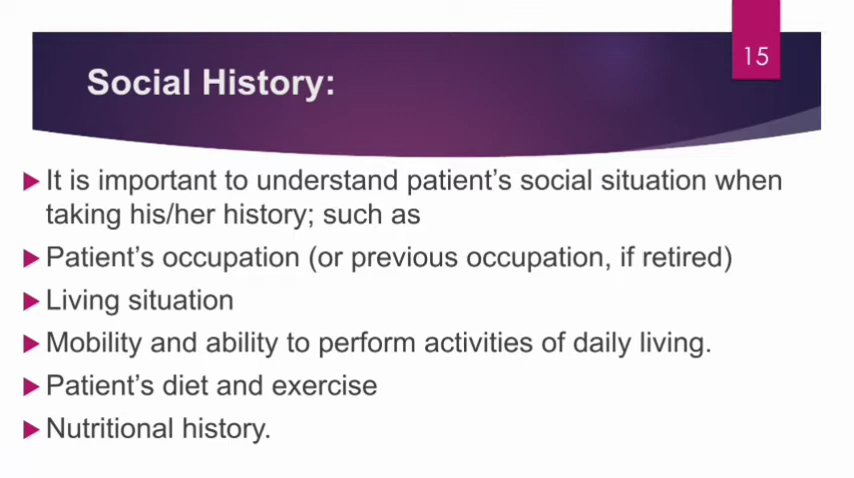 15
Social History:
It is important to understand patient's social situation when
taking his/her history; such as
Patient's occupation (or previous occupation, if retired)
Living situation
Mobility and ability to perform activities of daily living.
Patient's diet and exercise
Nutritional history.